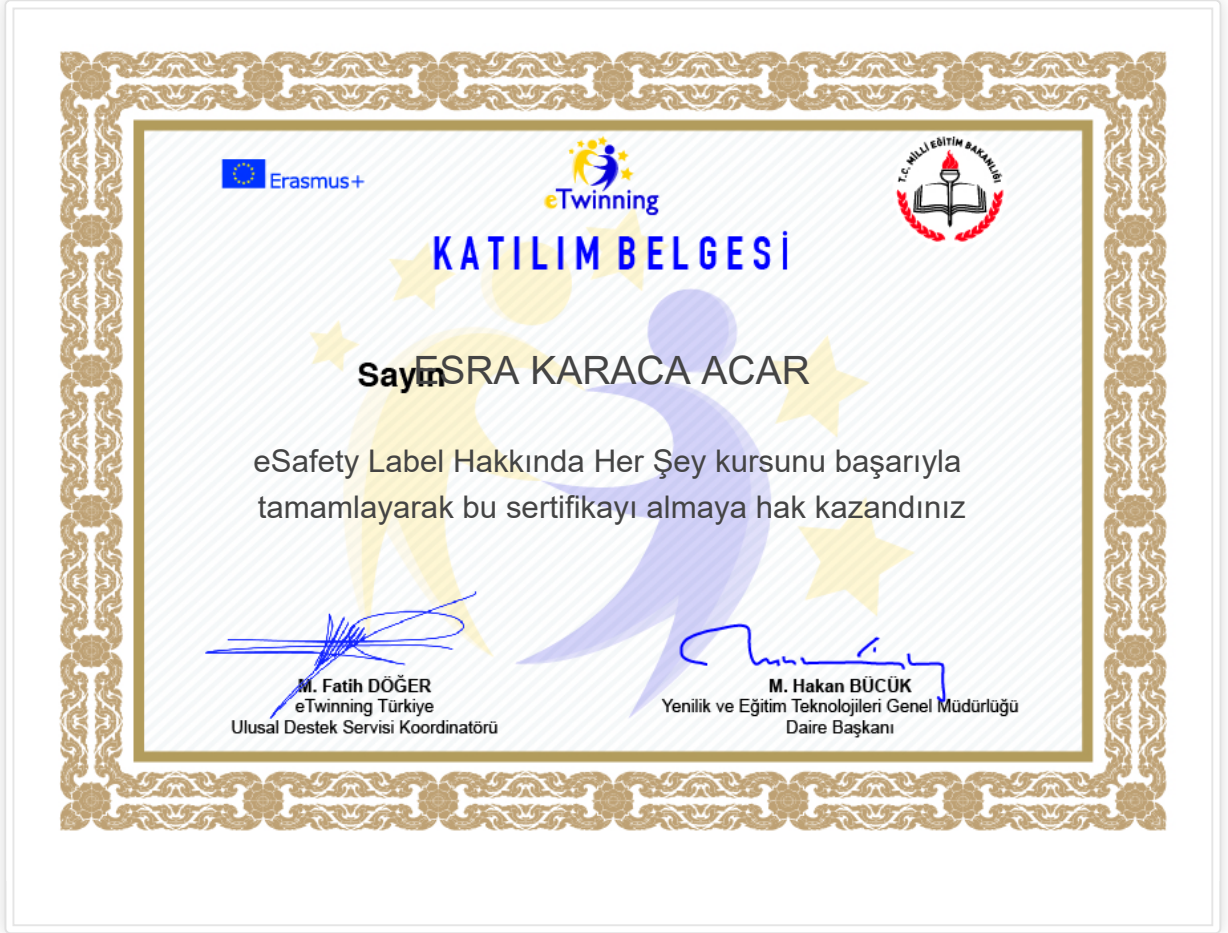 Erasmus+
eTwinning
T.C. MİLLİ EĞİTİM BAKANLIĞI
KATILIM BELGESİ
Sayın ESRA KARACA ACAR
eSafety Label Hakkında Her Şey kursunu başarıyla
tamamlayarak bu sertifikayı almaya hak kazandınız
M. Fatih DÖĞER
eTwinning Türkiye
Ulusal Destek Servisi Koordinatörü
M. Hakan BÜCÜK
Yenilik ve Eğitim Teknolojileri Genel Müdürlüğü
Daire Başkanı